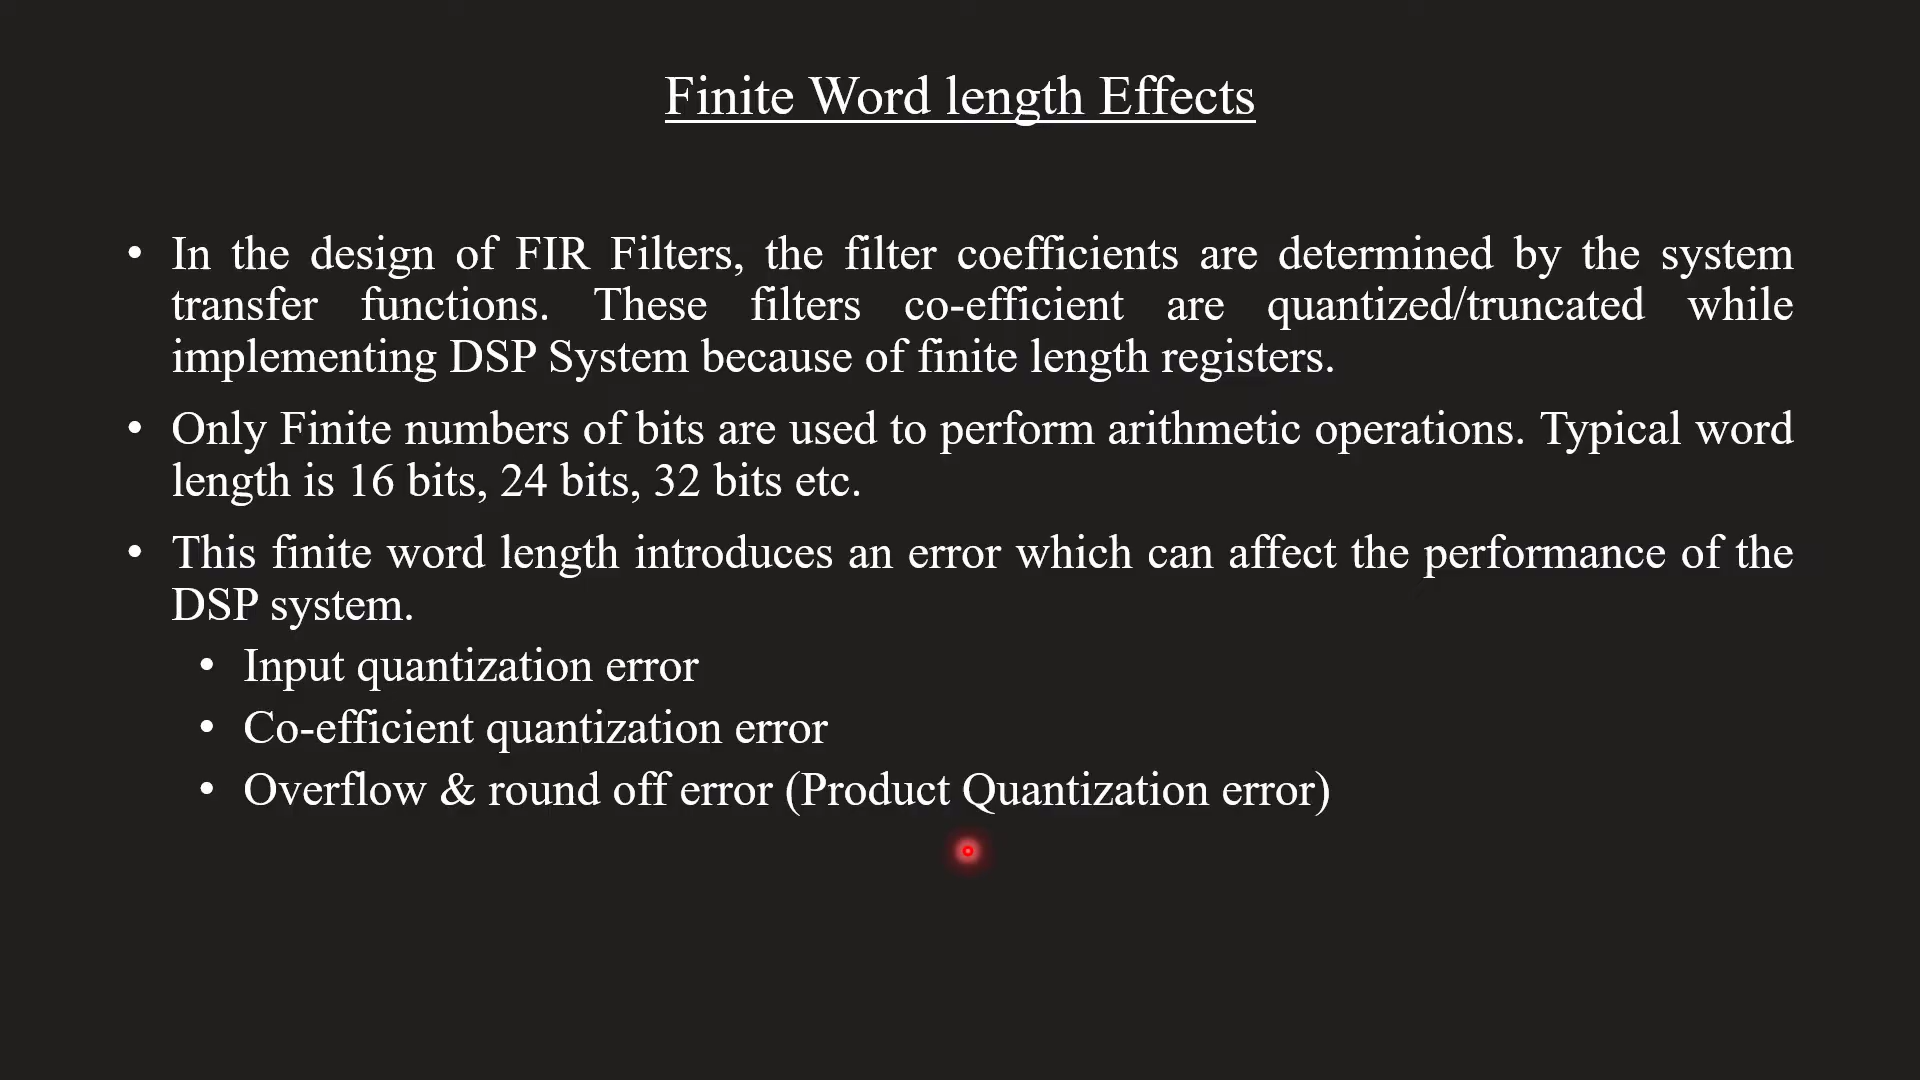 Finite Word length Effects
• In the design of FIR Filters, the filter coefficients are determined by the system
transfer functions. These filters co-efficient are quantized/truncated while
implementing DSP System because of finite length registers.
• Only Finite numbers of bits are used to perform arithmetic operations. Typical word
length is 16 bits, 24 bits, 32 bits etc.
• This finite word length introduces an error which can affect the performance of the
DSP system.
• Input quantization error
• Co-efficient quantization error
• Overflow & round off error (Product Quantization error)